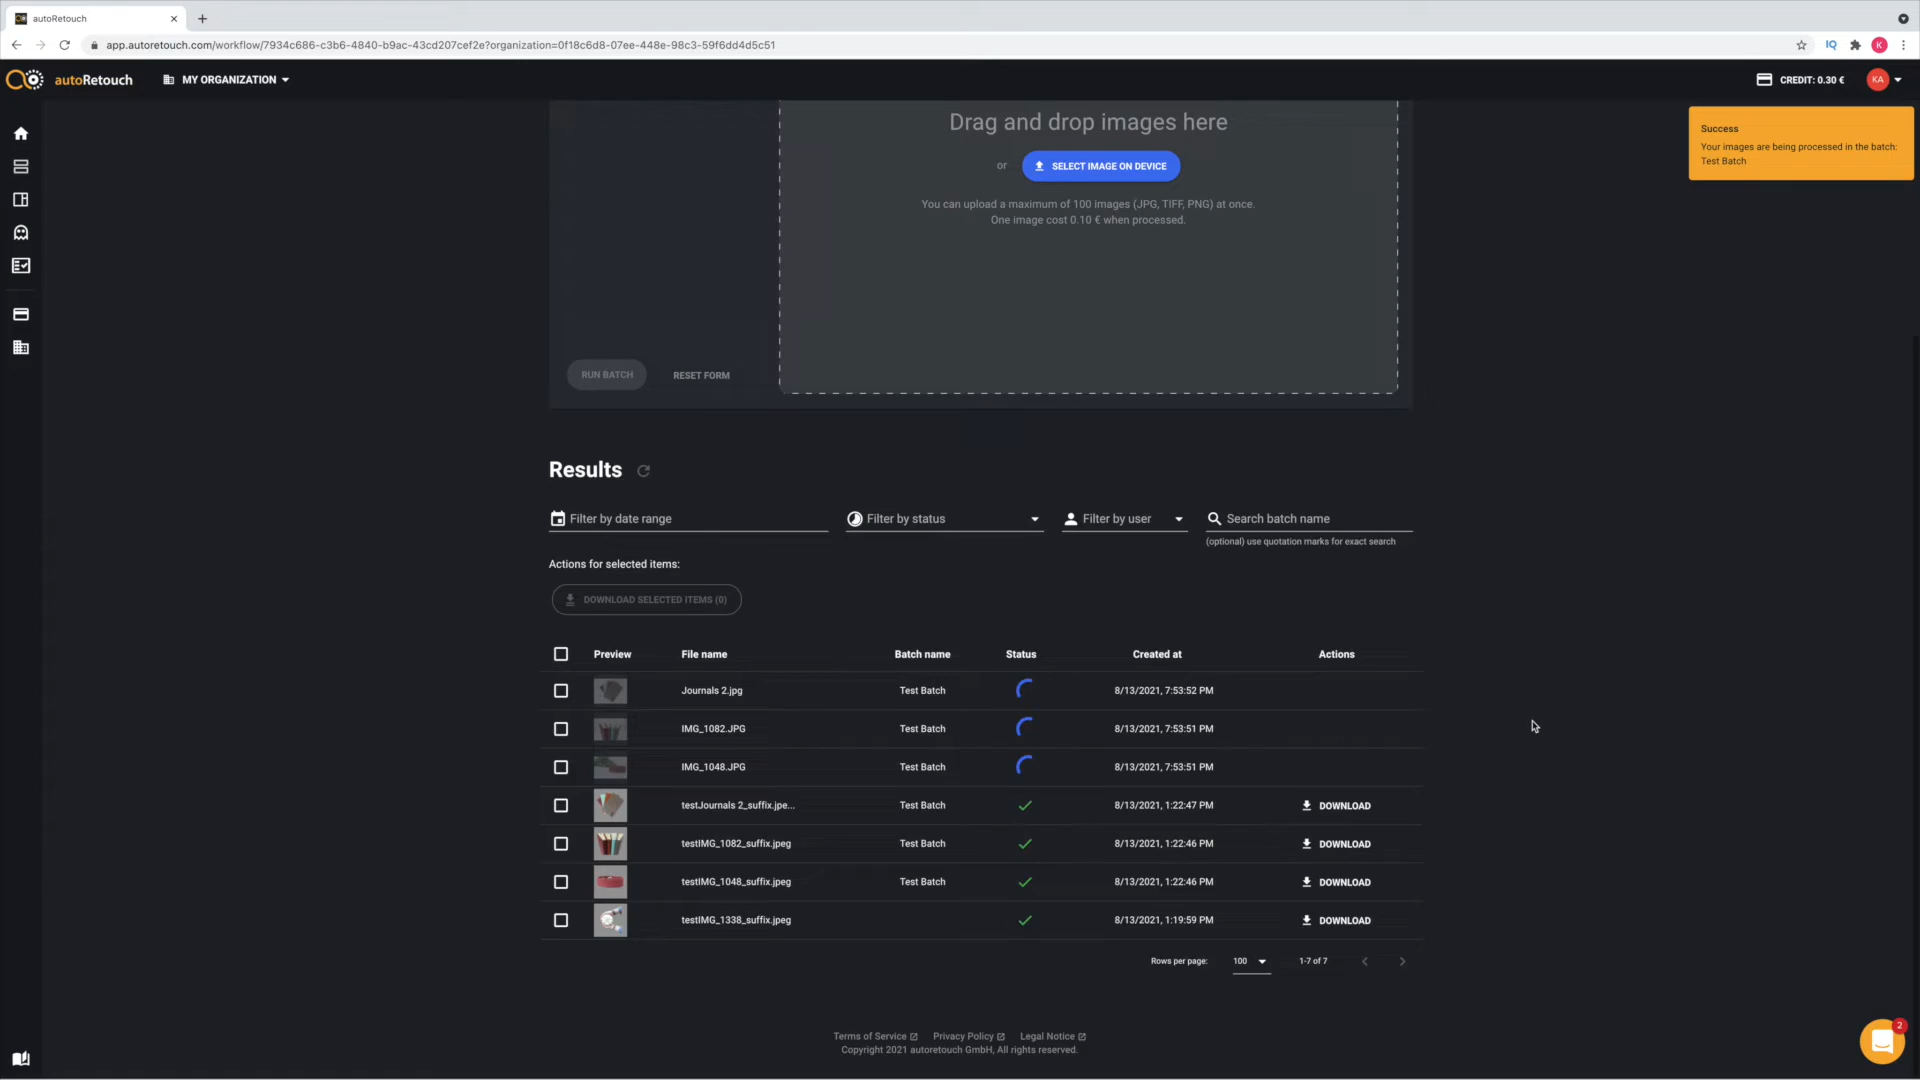 autoRetouch
app.autoretouch.com/workflow/7934c686-c3b6-4840-b9ac-43cd207cef2e?organization=0f18c6d8-07ee-448e-98c3-59f6dd4d5c51
IQ
K
autoRetouch
MY ORGANIZATION
CREDIT: 0.30 €
KA
Success
Your images are being processed in the batch:
Test Batch
Drag and drop images here
or
SELECT IMAGE ON DEVICE
You can upload a maximum of 100 images (JPG, TIFF, PNG) at once.
One image cost 0.10 € when processed.
RUN BATCH
RESET FORM
Results
Filter by date range
Filter by status
Filter by user
Search batch name
(optional) use quotation marks for exact search
Actions for selected items:
DOWNLOAD SELECTED ITEMS (0)
Preview File name Batch name Status Created at Actions
Journals 2.jpg Test Batch 8/13/2021, 7:53:52 PM
IMG_1082.JPG Test Batch 8/13/2021, 7:53:51 PM
IMG_1048.JPG Test Batch 8/13/2021, 7:53:51 PM
testJournals 2_suffix.jpe... Test Batch 8/13/2021, 1:22:47 PM DOWNLOAD
testIMG_1082_suffix.jpeg Test Batch 8/13/2021, 1:22:46 PM DOWNLOAD
testIMG_1048_suffix.jpeg Test Batch 8/13/2021, 1:22:46 PM DOWNLOAD
testIMG_1338_suffix.jpeg 8/13/2021, 1:19:59 PM DOWNLOAD
Rows per page: 100 1-7 of 7
Terms of Service Privacy Policy Legal Notice
Copyright 2021 autoretouch GmbH, All rights reserved.
2